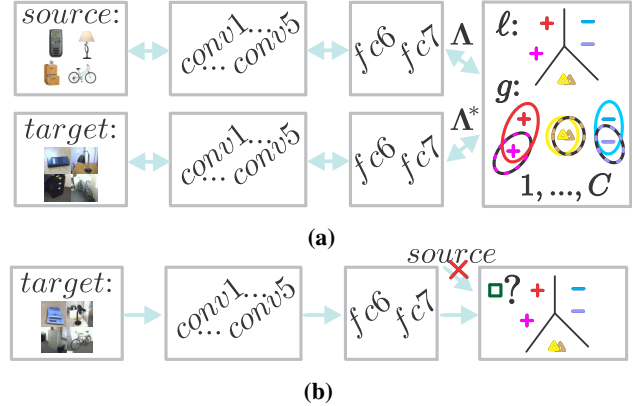 source:
conv1...
... conv5
fc6
fc7
Λ
ℓ:
g:
1, ..., C
target:
conv1...
... conv5
fc6
fc7
Λ*
(a)
source
target:
conv1...
... conv5
fc6
fc7
?
(b)